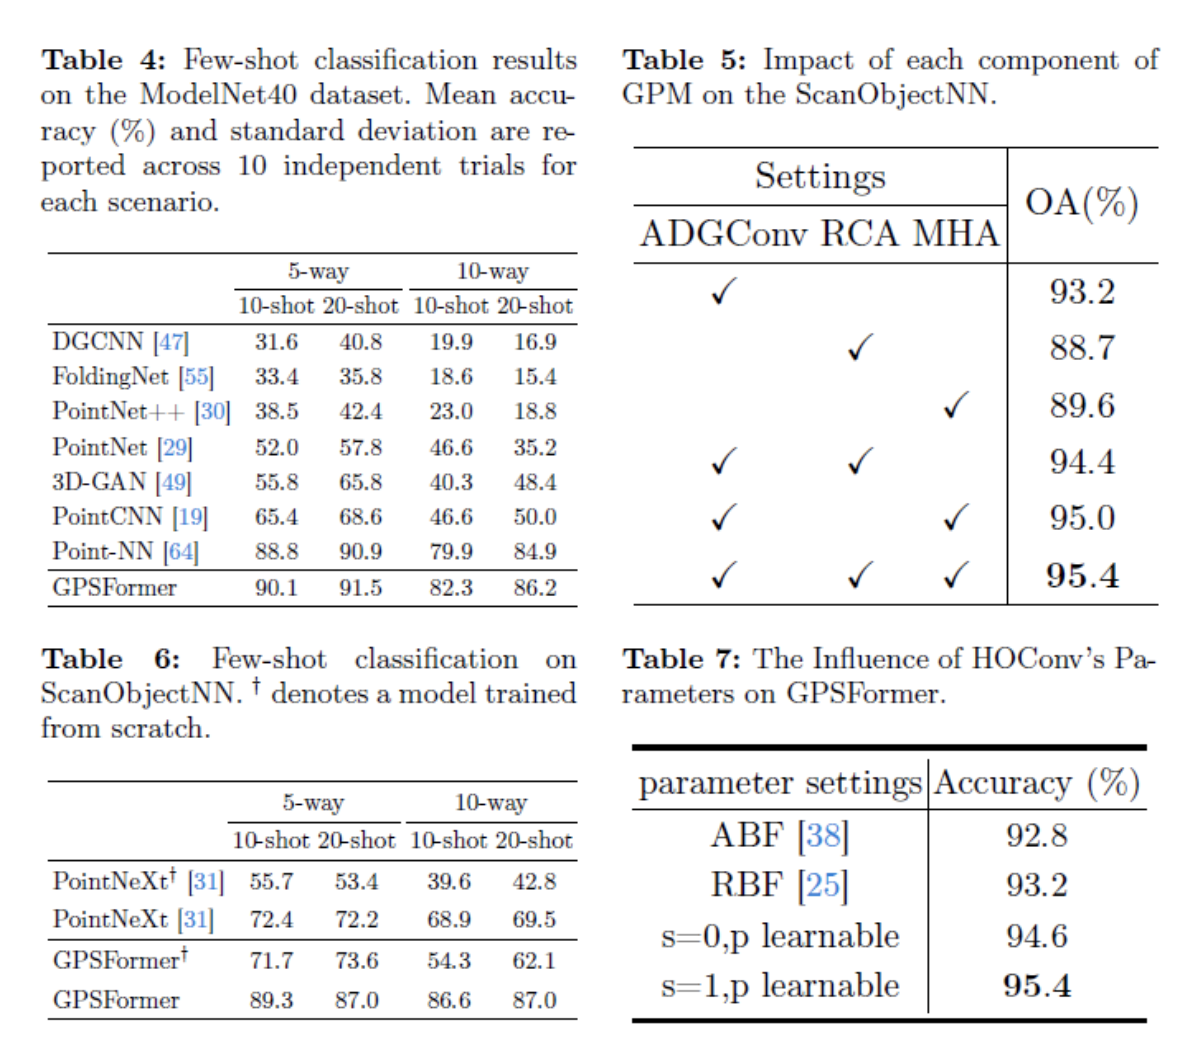 Table 4: Few-shot classification results
on the ModelNet40 dataset. Mean accu-
racy (%) and standard deviation are re-
ported across 10 independent trials for
each scenario.
5-way 10-way
10-shot 20-shot 10-shot 20-shot
DGCNN [47] 31.6 40.8 19.9 16.9
FoldingNet [55] 33.4 35.8 18.6 15.4
PointNet++ [30] 38.5 42.4 23.0 18.8
PointNet [29] 52.0 57.8 46.6 35.2
3D-GAN [49] 55.8 65.8 40.3 48.4
PointCNN [19] 65.4 68.6 46.6 50.0
Point-NN [64] 88.8 90.9 79.9 84.9
GPSFormer 90.1 91.5 82.3 86.2
Table 5: Impact of each component of
GPM on the ScanObjectNN.
Settings OA(%)
ADGConv RCA MHA
✓ 93.2
✓ 88.7
✓ 89.6
✓ ✓ 94.4
✓ ✓ 95.0
✓ ✓ ✓ 95.4
Table 6: Few-shot classification on
ScanObjectNN. † denotes a model trained
from scratch.
5-way 10-way
10-shot 20-shot 10-shot 20-shot
PointNeXt† [31] 55.7 53.4 39.6 42.8
PointNeXt [31] 72.4 72.2 68.9 69.5
GPSFormer† 71.7 73.6 54.3 62.1
GPSFormer 89.3 87.0 86.6 87.0
Table 7: The Influence of HOConv's Pa-
rameters on GPSFormer.
parameter settings Accuracy (%)
ABF [38] 92.8
RBF [25] 93.2
s=0,p learnable 94.6
s=1,p learnable 95.4